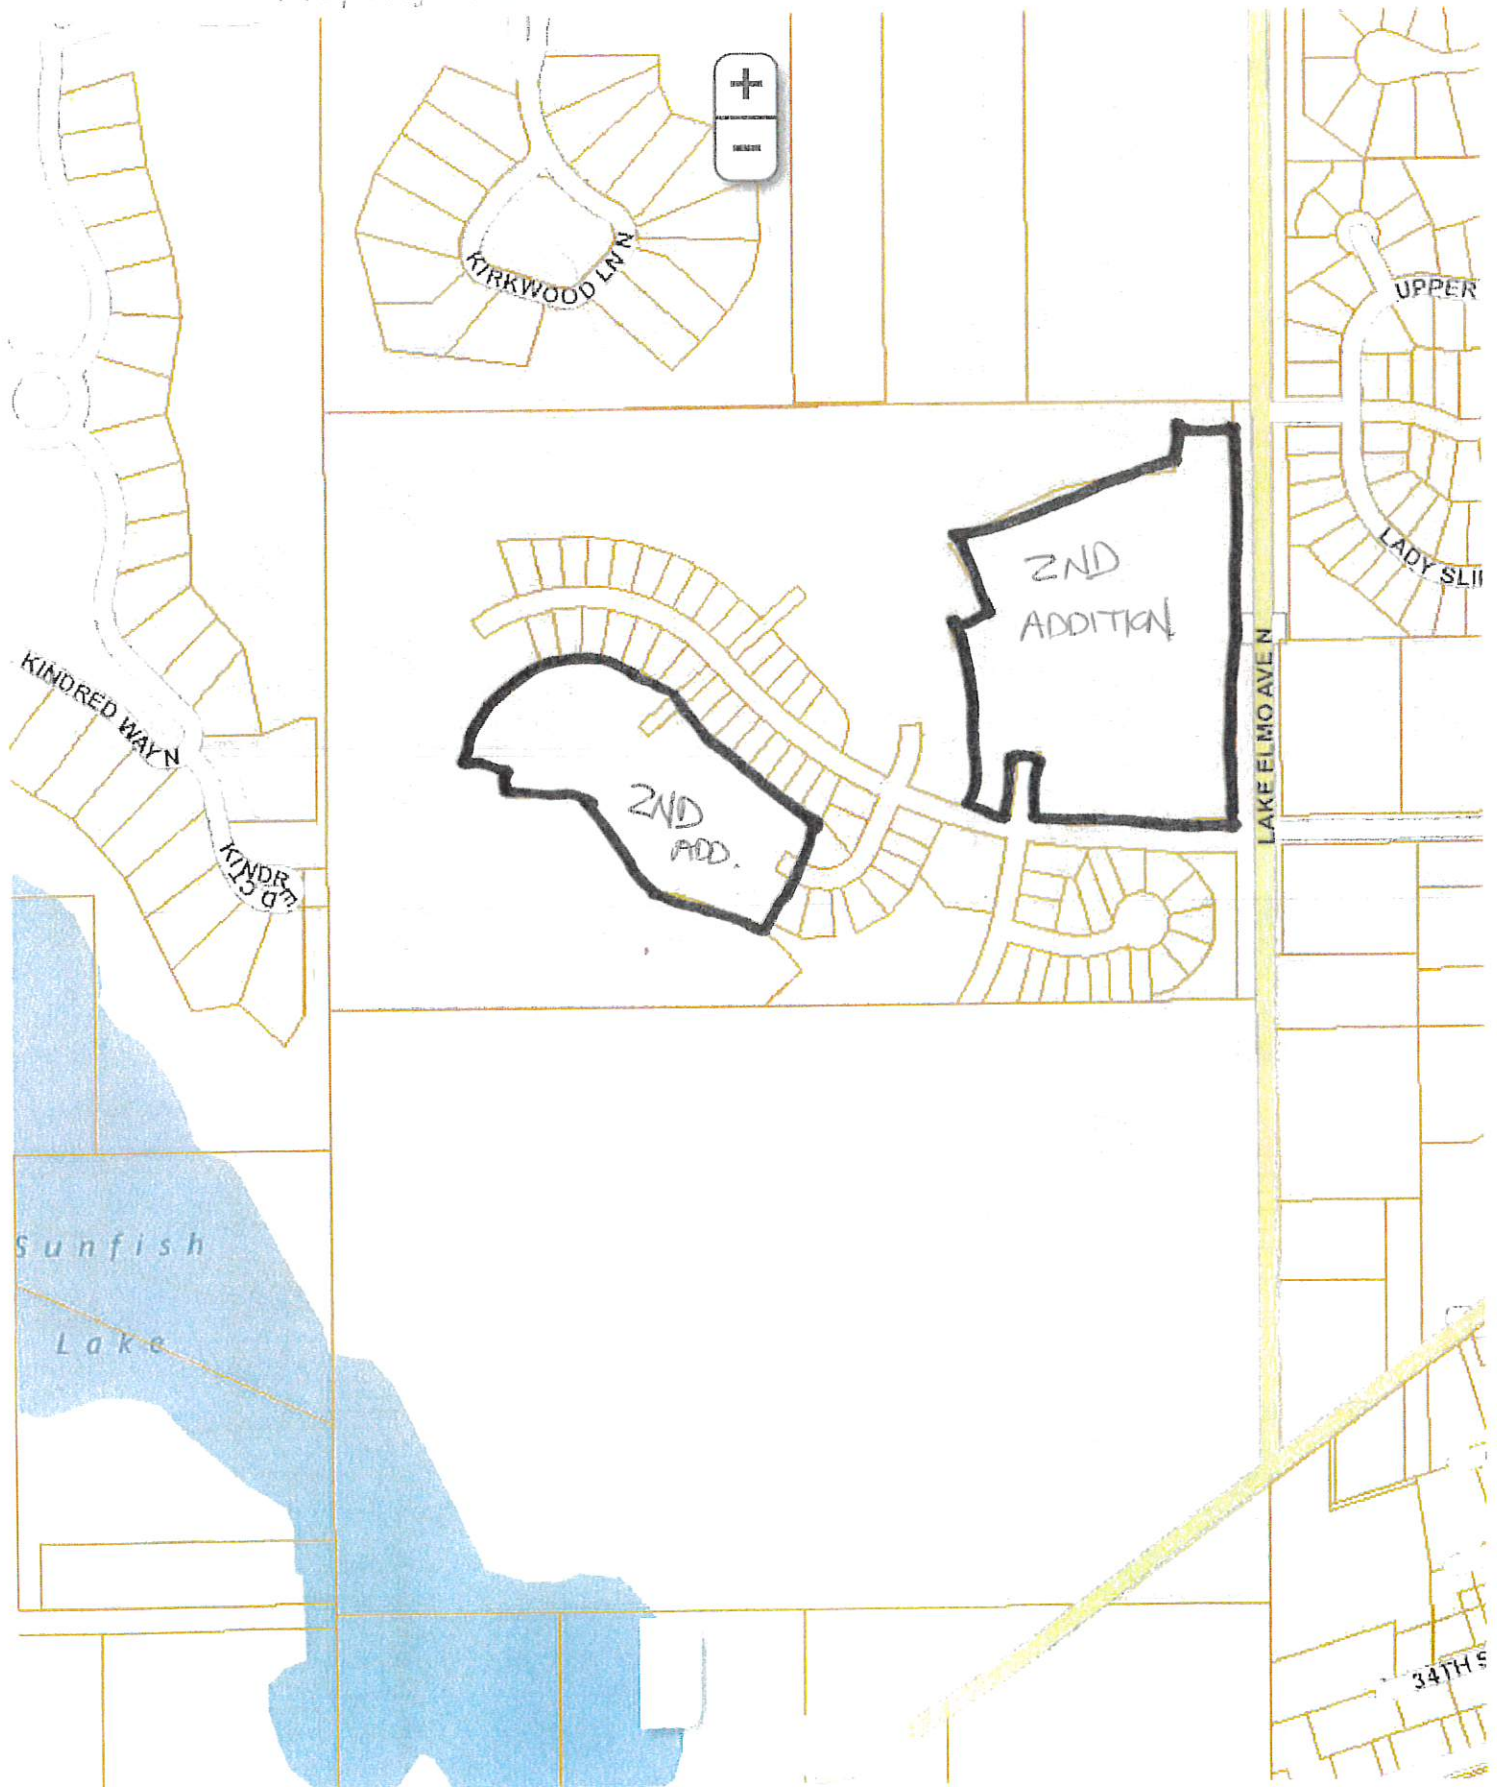 +
−
KIRKWOOD LN N
UPPER
LADY SLI
2ND
ADDITION
KINDRED WAY N
LAKE ELMO AVE N
2ND
ADD.
KINDRED CT
Sunfish
Lake
34TH S